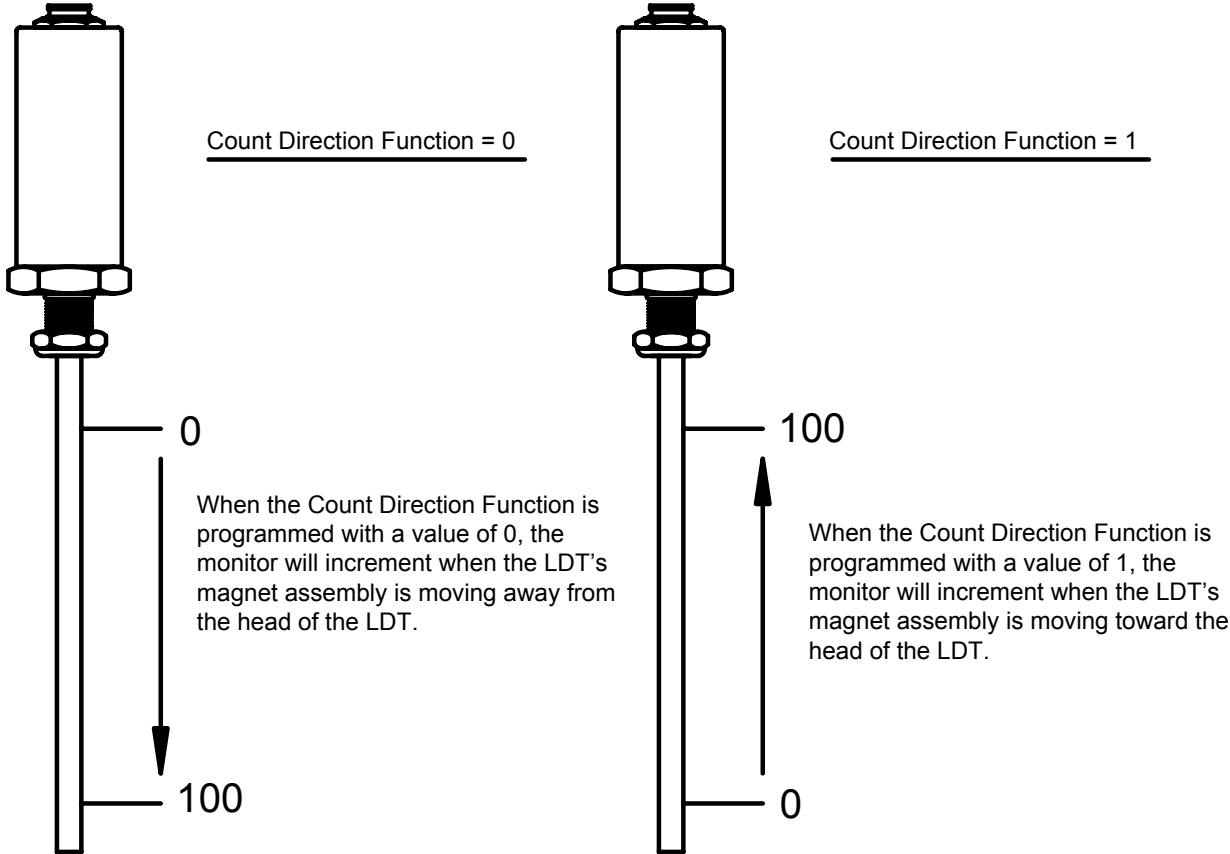 Count Direction Function = 0
0
When the Count Direction Function is
programmed with a value of 0, the
monitor will increment when the LDT’s
magnet assembly is moving away from
the head of the LDT.
100
Count Direction Function = 1
100
When the Count Direction Function is
programmed with a value of 1, the
monitor will increment when the LDT’s
magnet assembly is moving toward the
head of the LDT.
0